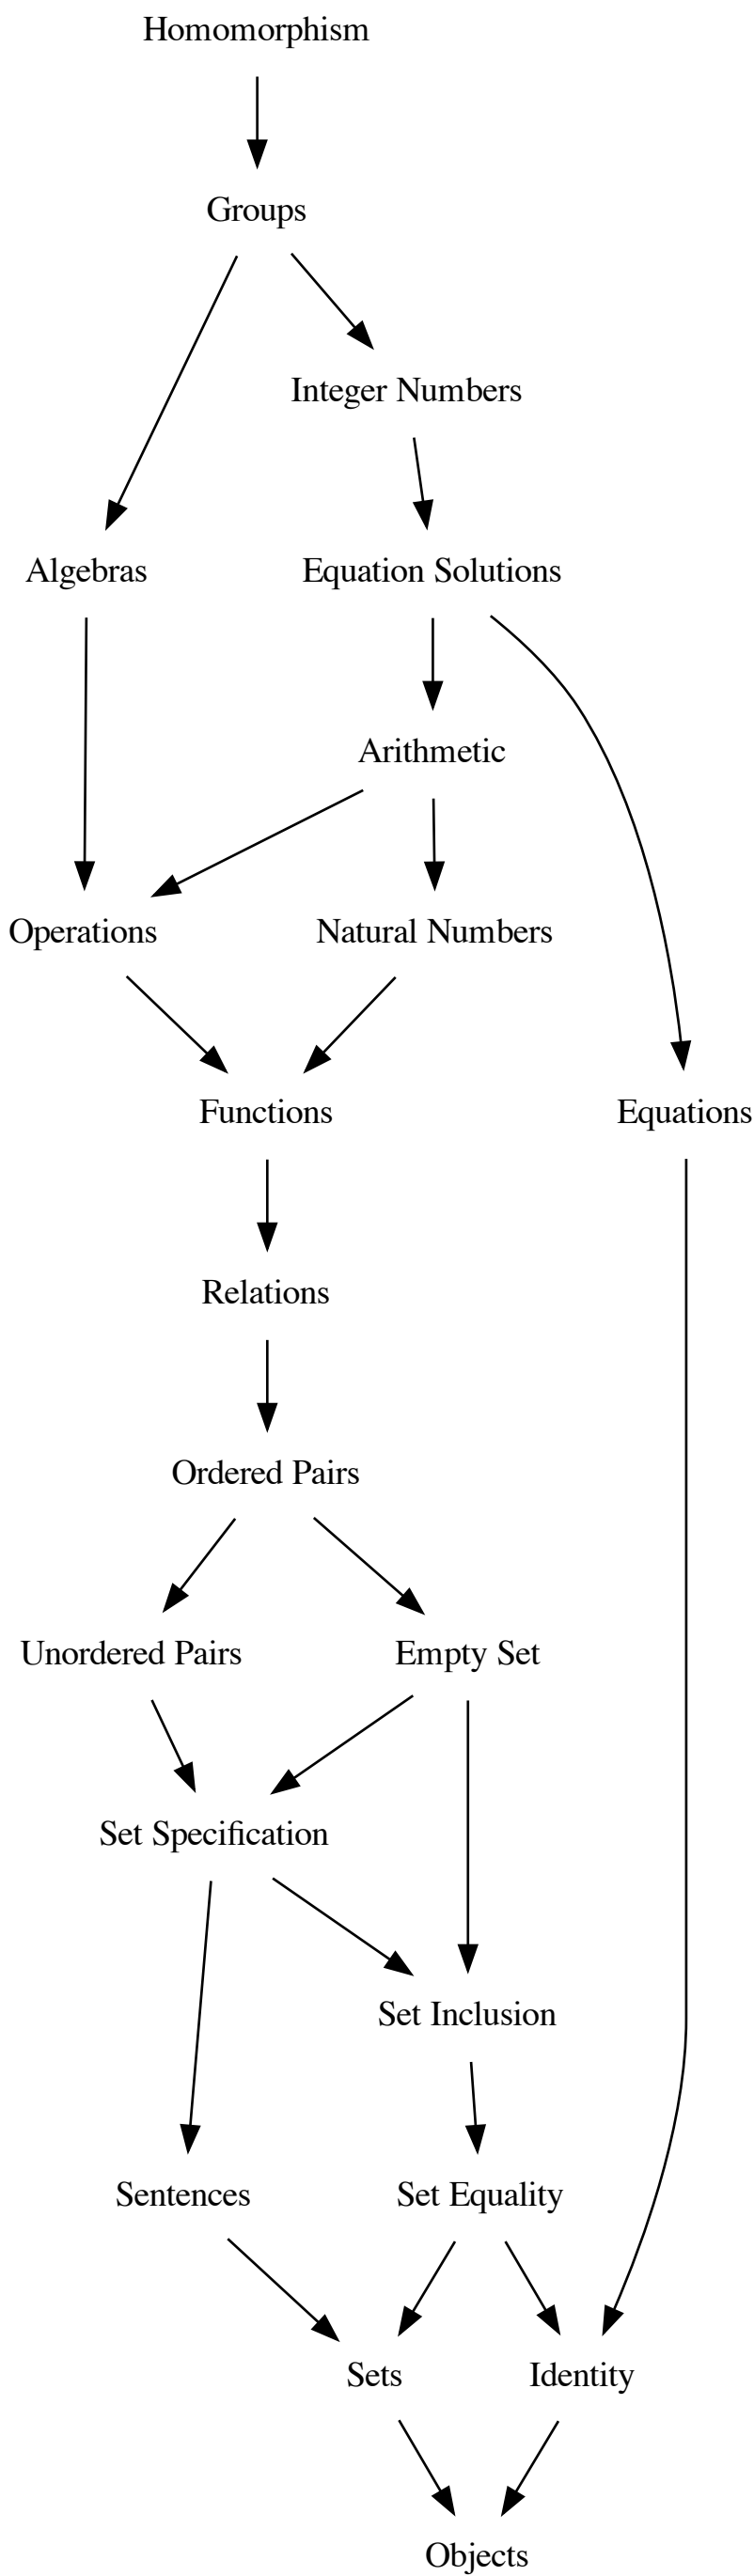 Homomorphism
Groups
Integer Numbers
Algebras
Equation Solutions
Arithmetic
Operations
Natural Numbers
Functions
Equations
Relations
Ordered Pairs
Unordered Pairs
Empty Set
Set Specification
Set Inclusion
Sentences
Set Equality
Sets
Identity
Objects